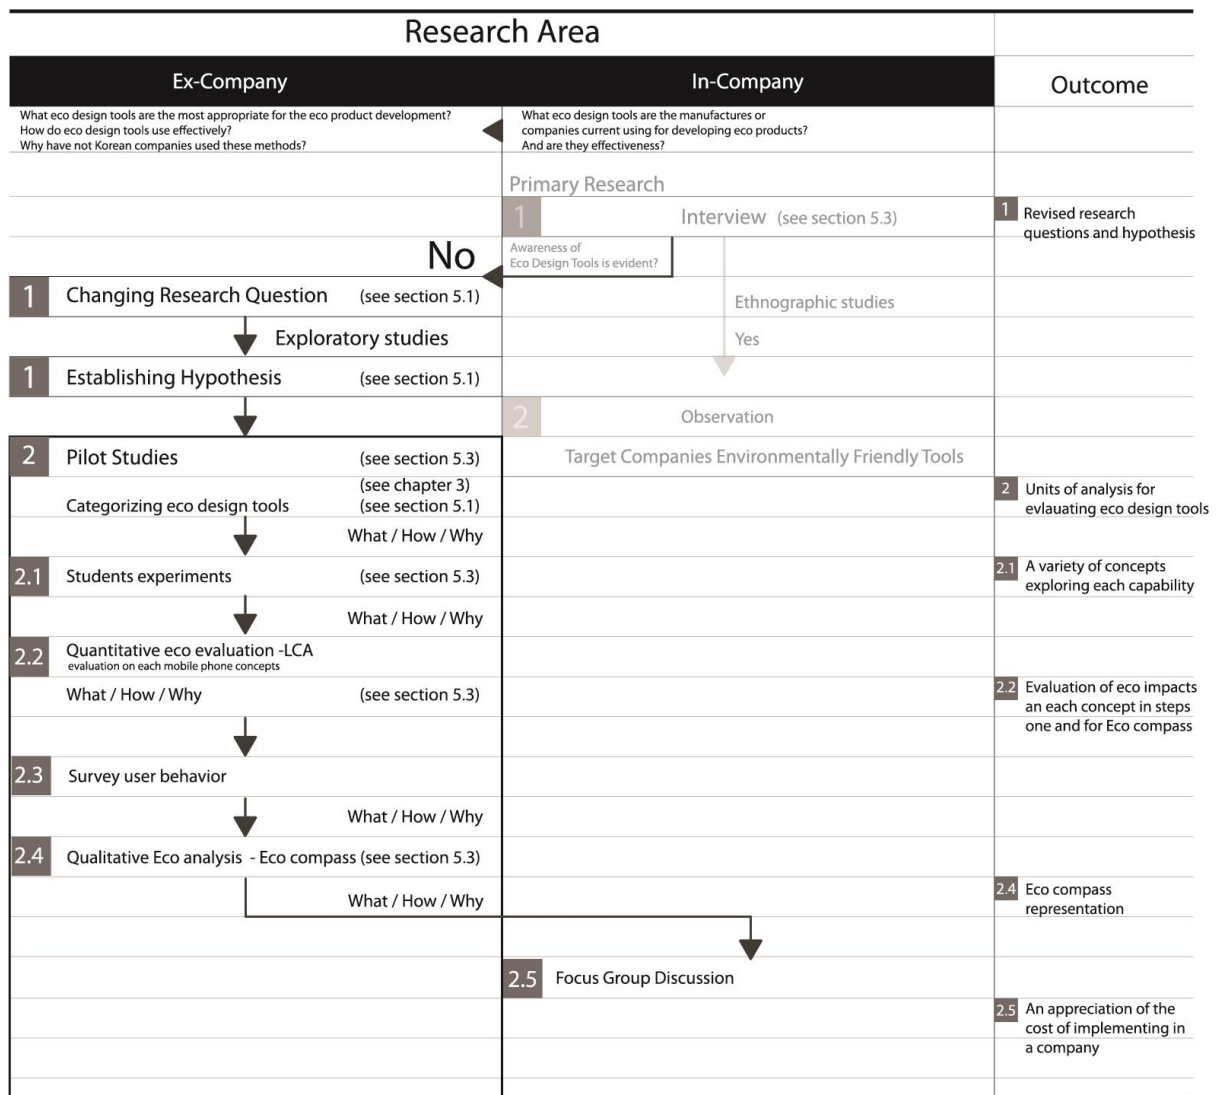 Research Area
Ex-Company
In-Company
Outcome
What eco design tools are the most appropriate for the eco product development?
How do eco design tools use effectively?
Why have not Korean companies used these methods?
What eco design tools are the manufactures or
companies current using for developing eco products?
And are they effectiveness?
Primary Research
1 Interview (see section 5.3)
1 Revised research
questions and hypothesis
No
Awareness of
Eco Design Tools is evident?
1 Changing Research Question (see section 5.1)
Ethnographic studies
Exploratory studies
Yes
1 Establishing Hypothesis (see section 5.1)
2 Observation
2 Pilot Studies (see section 5.3)
Target Companies Environmentally Friendly Tools
(see chapter 3)
Categorizing eco design tools (see section 5.1)
2 Units of analysis for
evlauating eco design tools
What / How / Why
2.1 Students experiments (see section 5.3)
2.1 A variety of concepts
exploring each capability
What / How / Why
2.2 Quantitative eco evaluation -LCA
evaluation on each mobile phone concepts
What / How / Why (see section 5.3)
2.2 Evaluation of eco impacts
an each concept in steps
one and for Eco compass
2.3 Survey user behavior
What / How / Why
2.4 Qualitative Eco analysis - Eco compass (see section 5.3)
What / How / Why
2.4 Eco compass
representation
2.5 Focus Group Discussion
2.5 An appreciation of the
cost of implementing in
a company